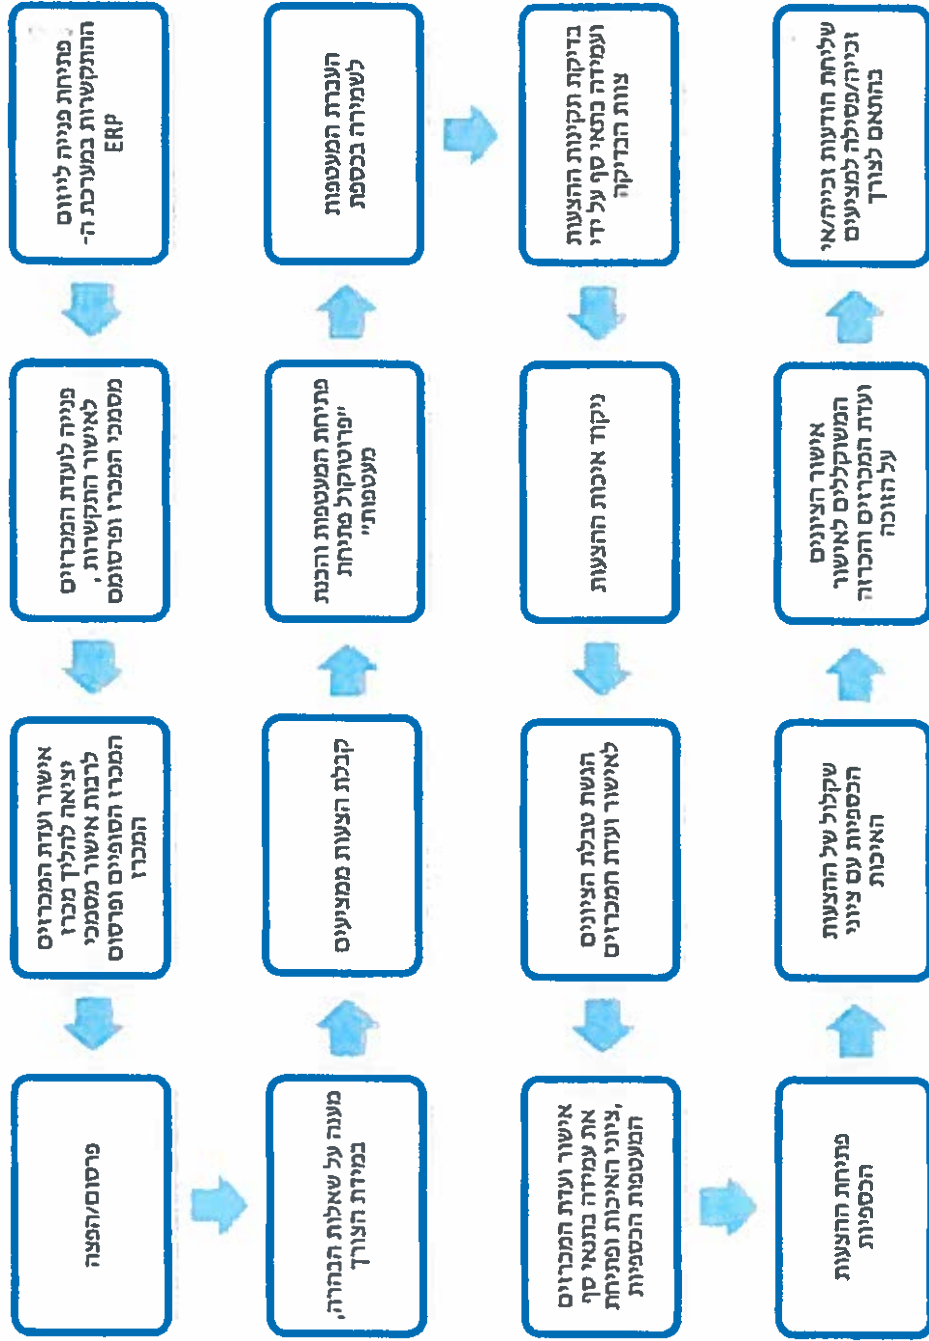 פתיחת פנייה לייזום
והתקשרות במערכת ה-
ERP
פנייה לועדת המכרזים
לאישור התקשרות,
מסמכי המכרז ופרסומם
אישור ועדת המכרזים
יציאה להליך מכרז
לרבות אישור מסמכי
המכרז הסופיים ופרסום
המכרז
פרסום/הפצה
מענה על שאלות הבהרה,
במידת הצורך
קבלת הצעות ממציעים
פתיחת המעטפות והכנת
"פרוטוקול פתיחת
מעטפות"
העברת המעטפות
לשמירה בכספת
בדיקת תקינות ההצעות
ועמידה בתנאי סף על ידי
צוות הבדיקה
ניקוד איכות ההצעות
הגשת טבלת הציונים
לאישור ועדת המכרזים
אישור ועדת המכרזים
את עמידה בתנאי סף
ציוני האיכות ופתיחת,
המעטפות הכספיות
פתיחת ההצעות
הכספיות
שקלול של ההצעות
הכספיות עם ציוני
האיכות
אישור הציונים
המשוקללים לאישור
ועדת המכרזים והכרזה
על הזוכה
שליחת הודעות זכייה/אי
זכייה/פסילה למציעים
בהתאם לצורך